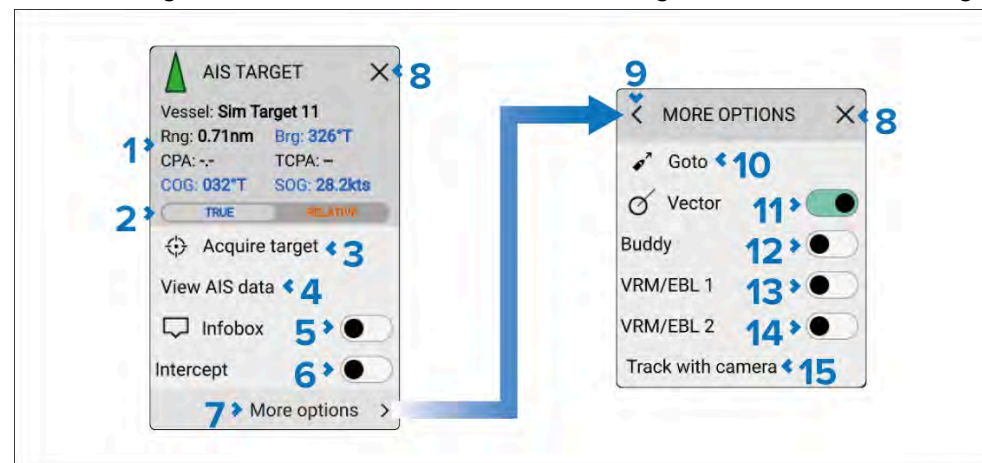 AIS TARGET
8
Vessel: Sim Target 11
1
Rng: 0.71nm Brg: 326°T
CPA: -.- TCPA: –
COG: 032°T SOG: 28.2kts
2
TRUE RELATIVE
Acquire target 3
View AIS data 4
Infobox 5
Intercept 6
7 More options >
9
< MORE OPTIONS
8
Goto 10
Vector 11
Buddy 12
VRM/EBL 1 13
VRM/EBL 2 14
Track with camera 15